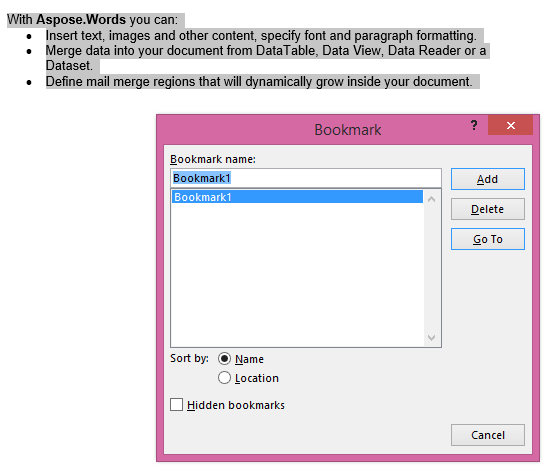 With Aspose.Words you can:
• Insert text, images and other content, specify font and paragraph formatting.
• Merge data into your document from DataTable, Data View, Data Reader or a
Dataset.
• Define mail merge regions that will dynamically grow inside your document.
Bookmark
? x
Bookmark name:
Bookmark1
Add
Bookmark1
Delete
Go To
Sort by: Name
Location
Hidden bookmarks
Cancel